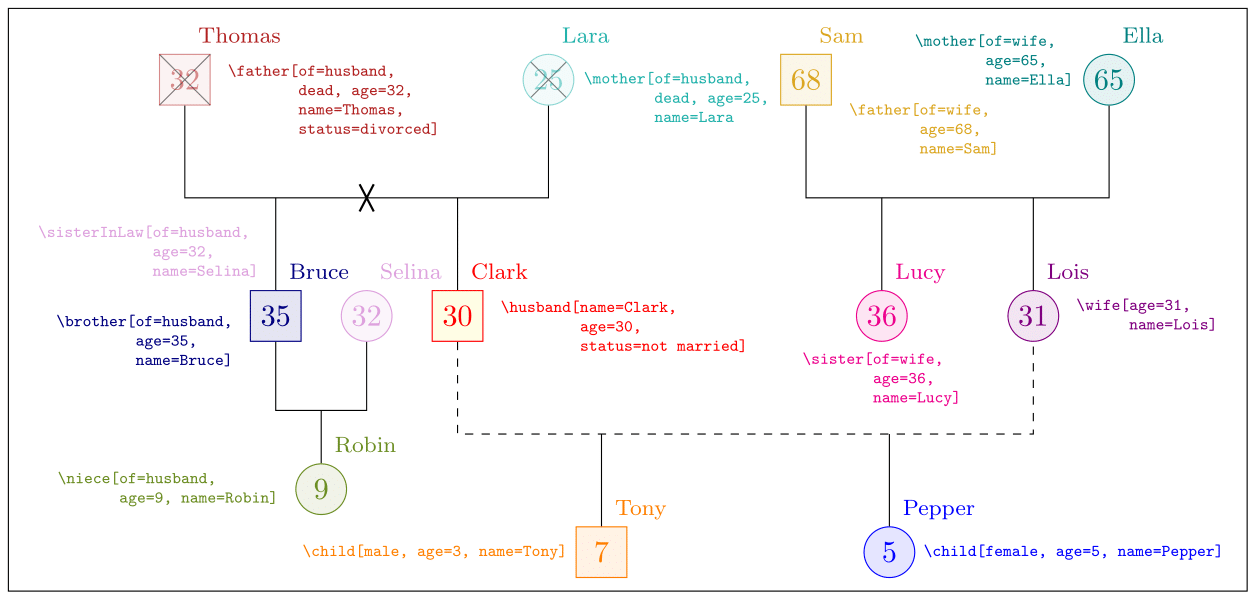 Thomas
32
\father[of=husband,
dead, age=32,
name=Thomas,
status=divorced]
Lara
25
\mother[of=husband,
dead, age=25,
name=Lara
Sam
68
\father[of=wife,
age=68,
name=Sam]
Ella
65
\mother[of=wife,
age=65,
name=Ella]
\sisterInLaw[of=husband,
age=32,
name=Selina]
Bruce
35
\brother[of=husband,
age=35,
name=Bruce]
Selina
32
Clark
30
\husband[name=Clark,
age=30,
status=not married]
Lucy
36
\sister[of=wife,
age=36,
name=Lucy]
Lois
31
\wife[age=31,
name=Lois]
Robin
9
\niece[of=husband,
age=9, name=Robin]
Tony
7
\child[male, age=3, name=Tony]
Pepper
5
\child[female, age=5, name=Pepper]